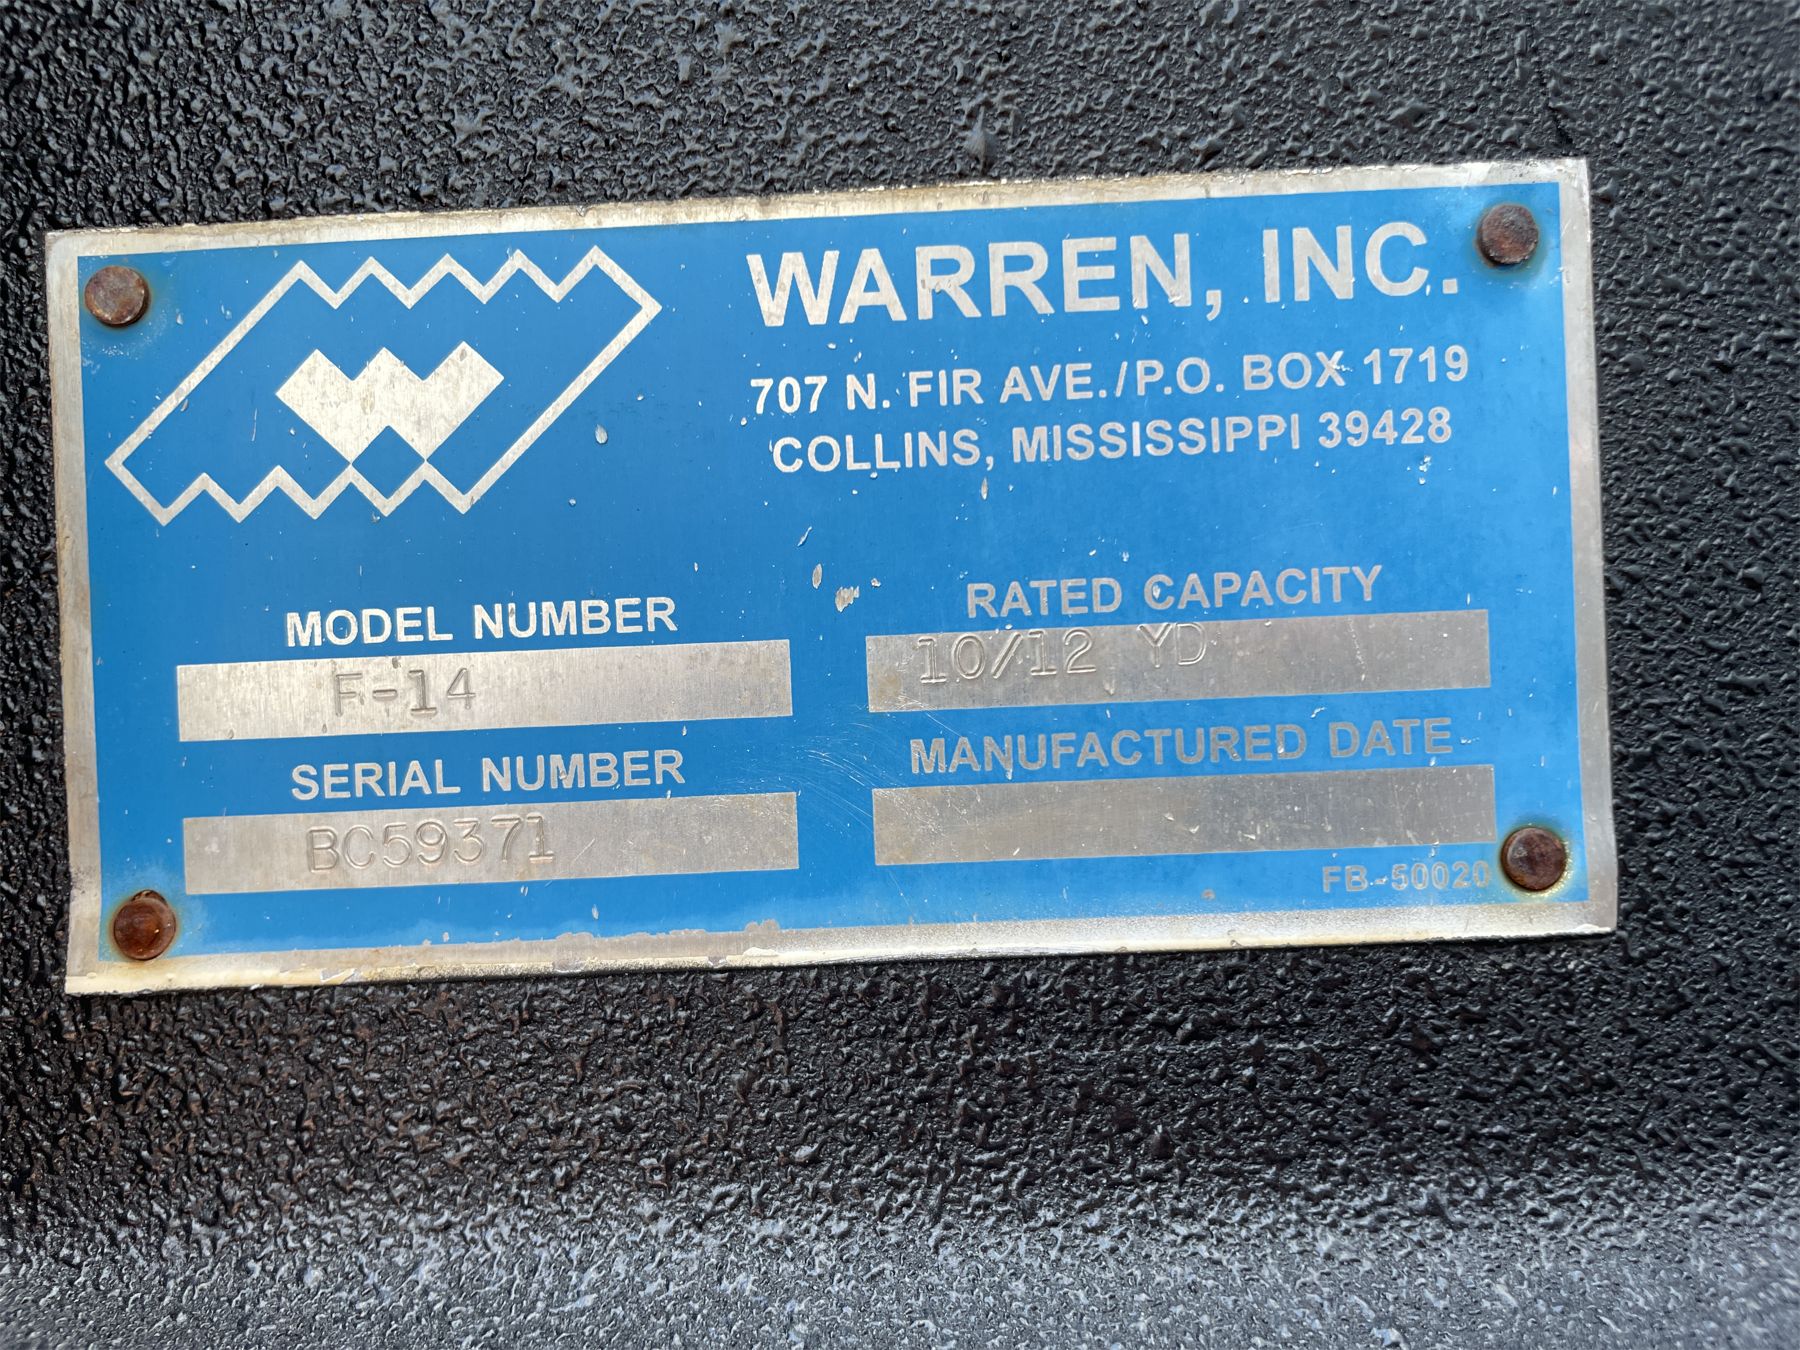 WARREN, INC.
707 N. FIR AVE./P.O. BOX 1719
COLLINS, MISSISSIPPI 39428
MODEL NUMBER
F-14
RATED CAPACITY
10/12 YD
SERIAL NUMBER
BC59371
MANUFACTURED DATE
FB-50020